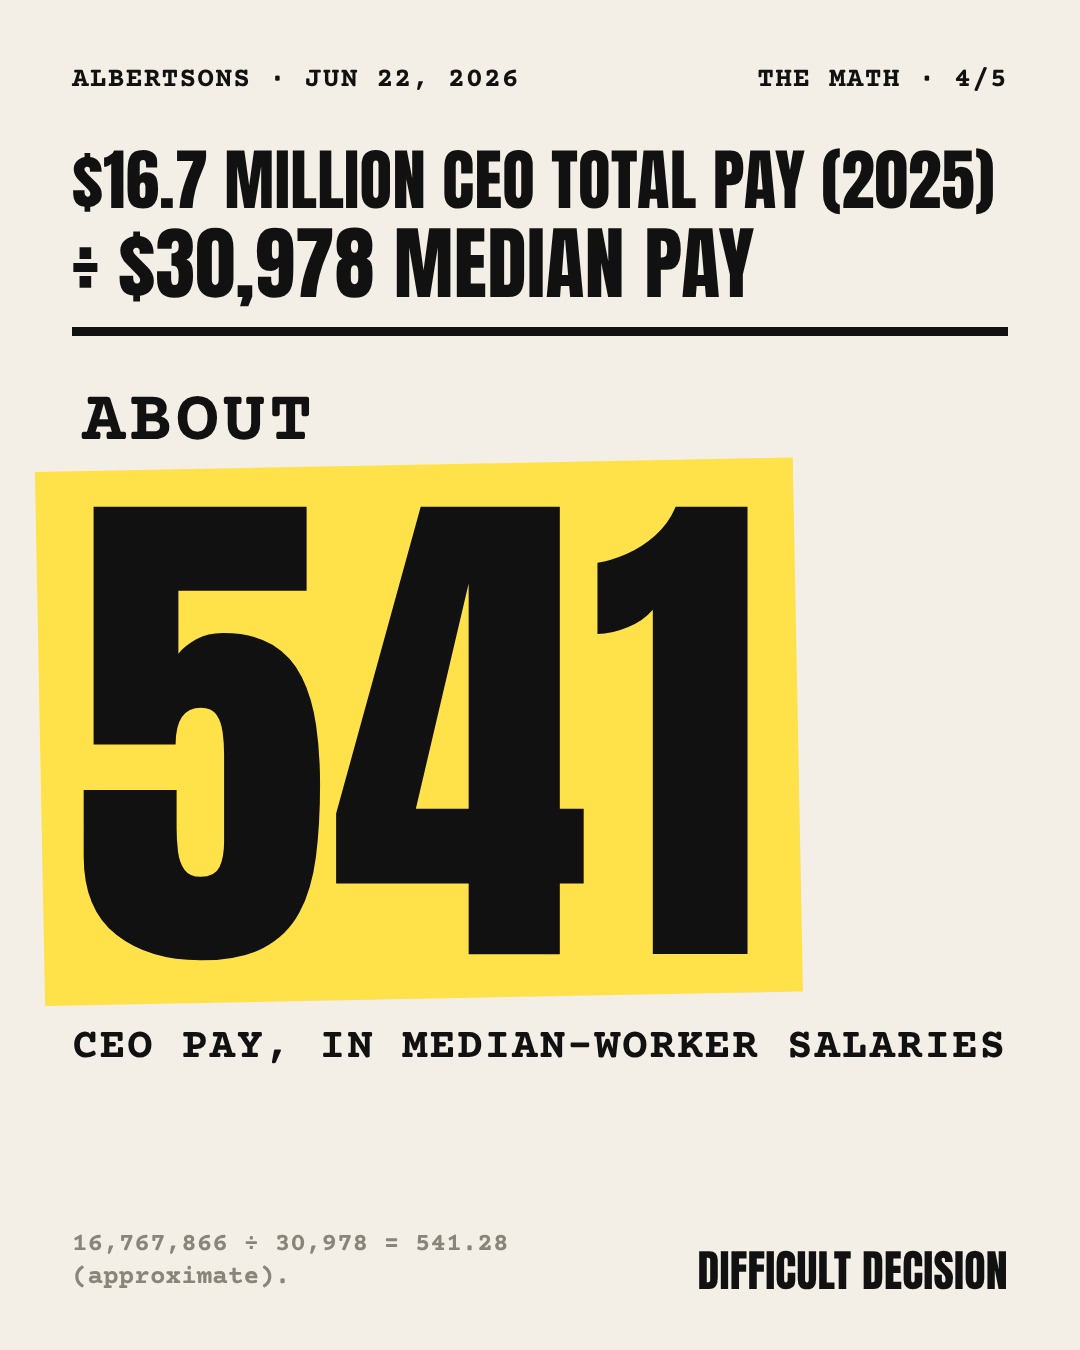 ALBERTSONS · JUN 22, 2026
THE MATH · 4/5
$16.7 MILLION CEO TOTAL PAY (2025)
÷ $30,978 MEDIAN PAY
ABOUT
541
CEO PAY, IN MEDIAN-WORKER SALARIES
16,767,866 ÷ 30,978 = 541.28
(approximate).
DIFFICULT DECISION